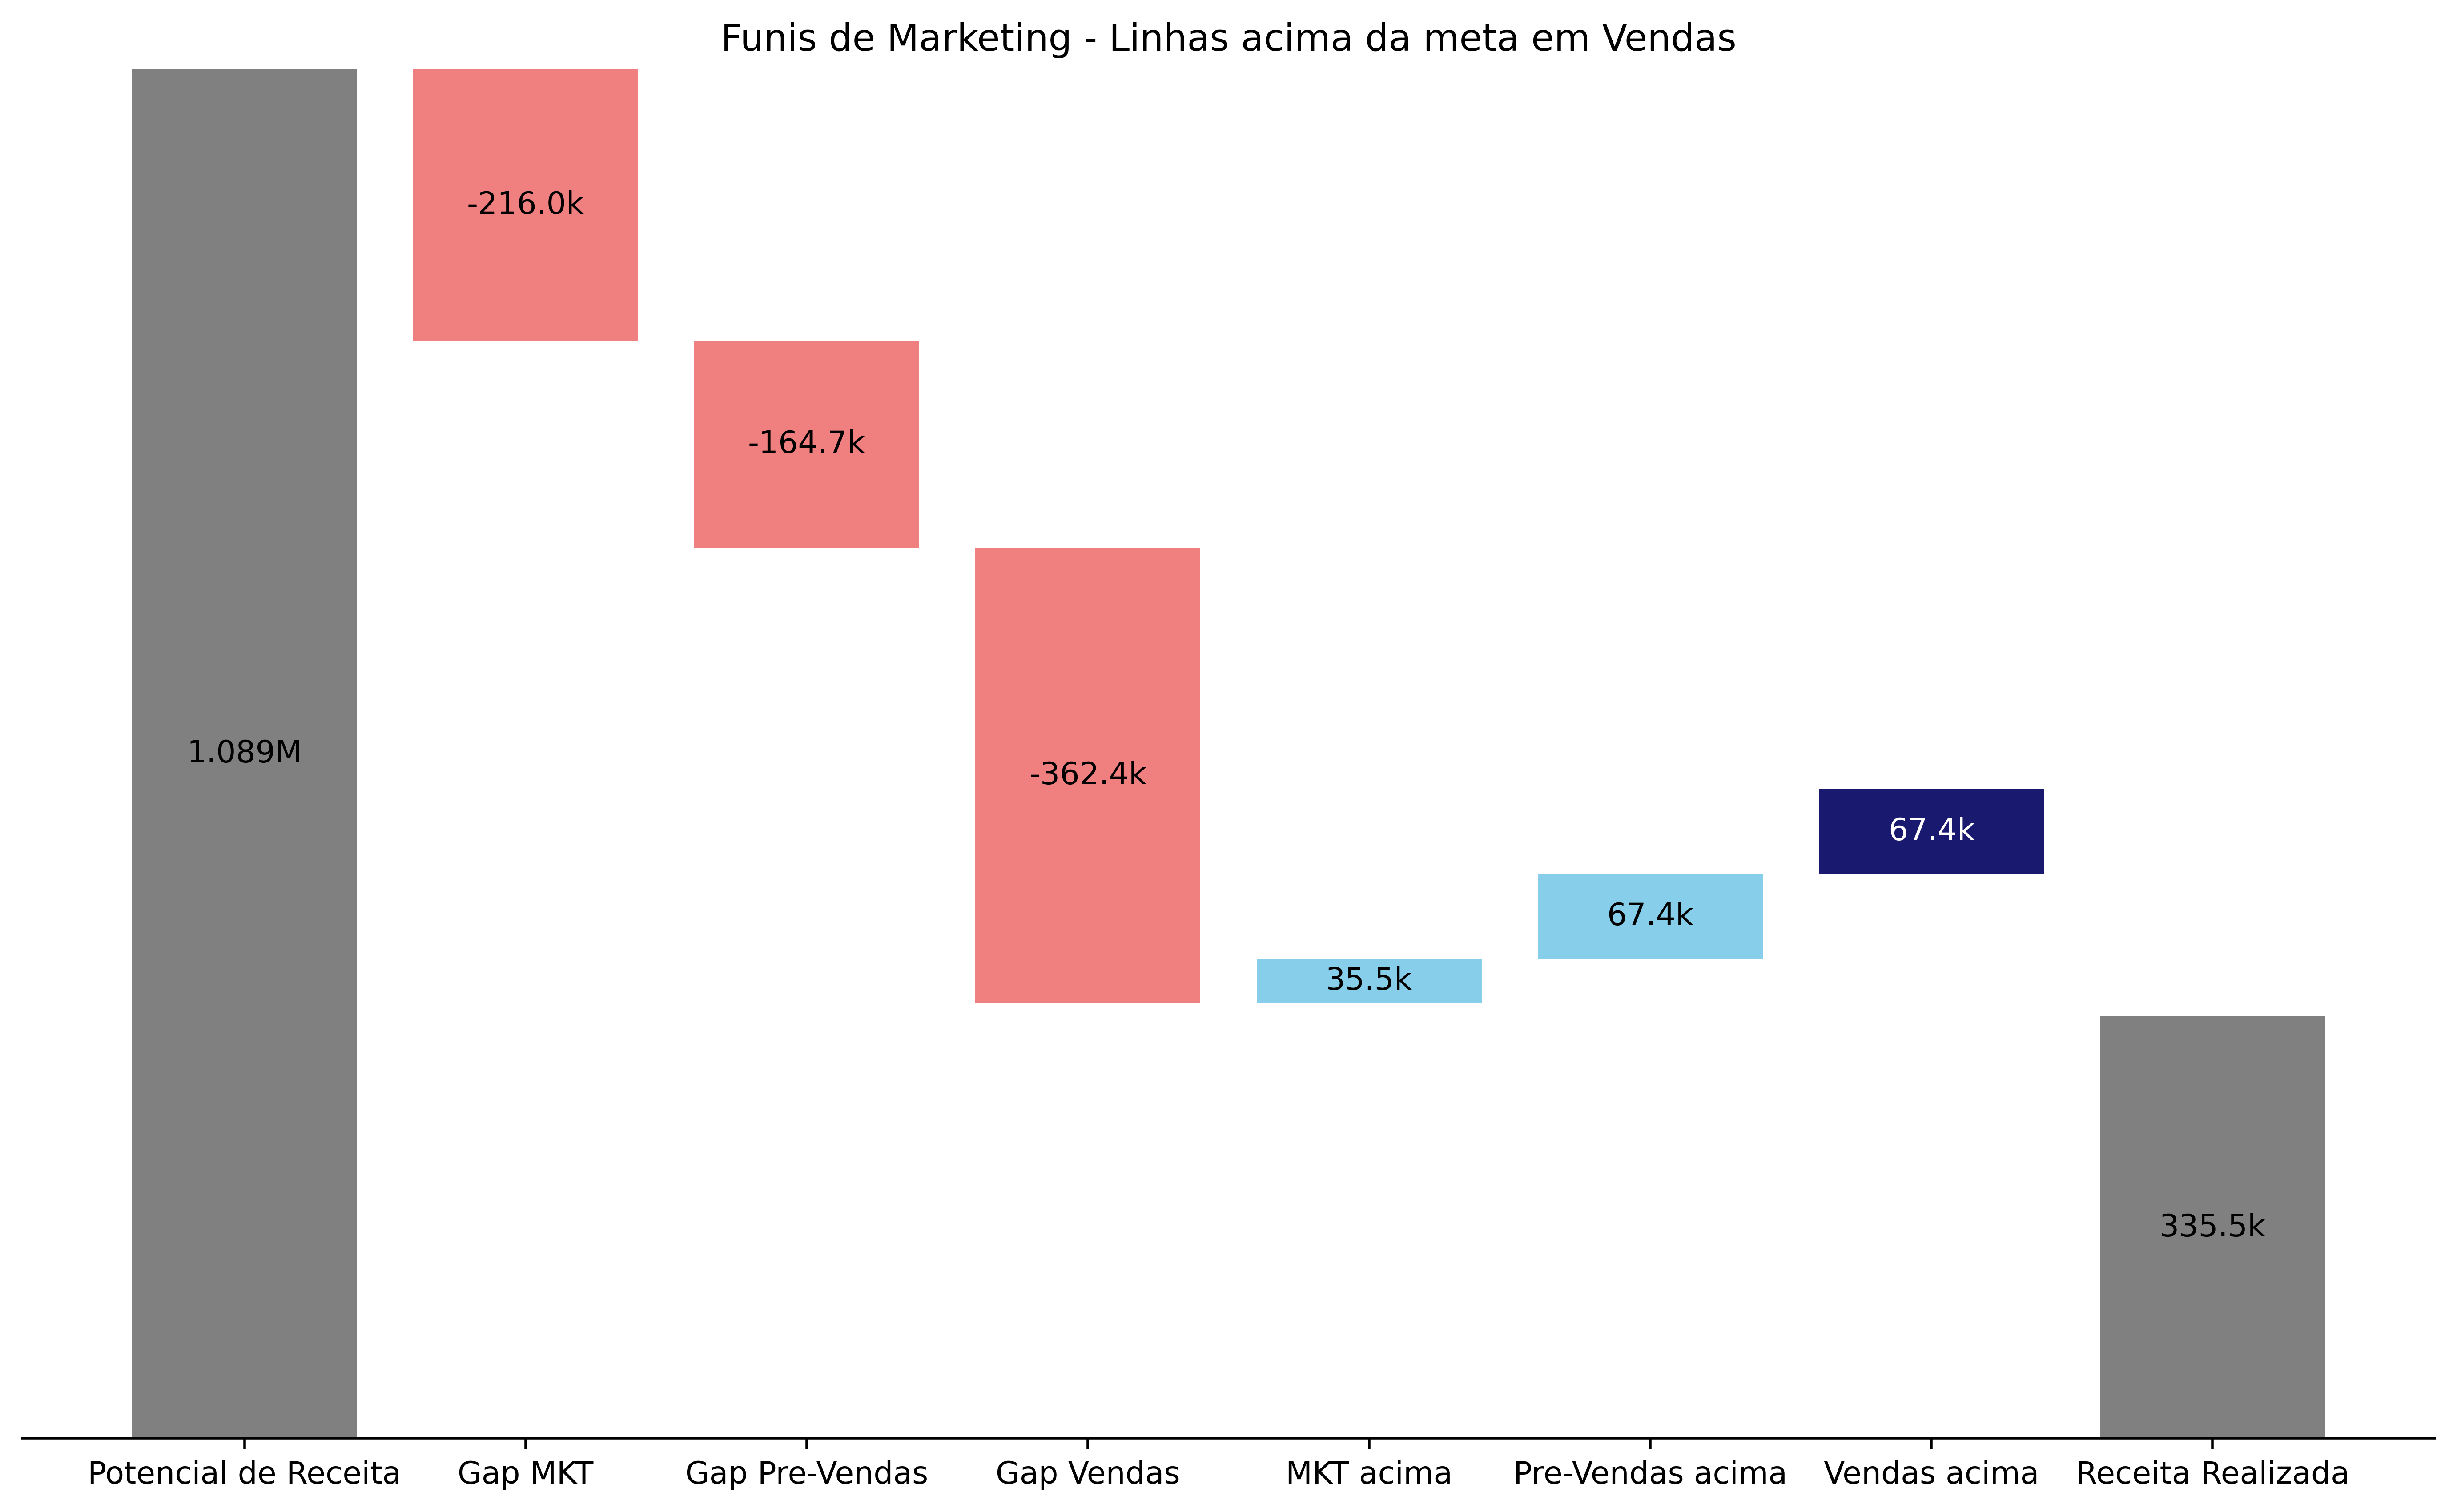 Funis de Marketing - Linhas acima da meta em Vendas
-216.0k
-164.7k
1.089M
-362.4k
67.4k
67.4k
35.5k
335.5k
Potencial de Receita
Gap MKT
Gap Pre-Vendas
Gap Vendas
MKT acima
Pre-Vendas acima
Vendas acima
Receita Realizada